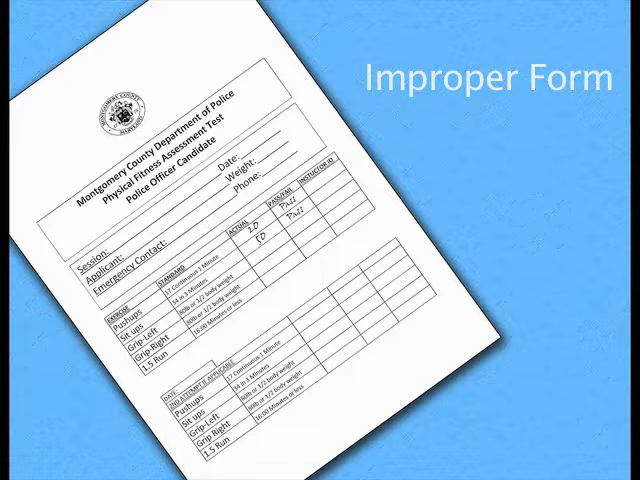 Improper Form
MONTGOMERY COUNTY
MARYLAND
Montgomery County Department of Police
Physical Fitness Assessment Test
Police Officer Candidate
Session: Date:
Applicant: Weight:
Emergency Contact: Phone:
EXERCISE STANDARD ACTUAL PASS/FAIL INSTRUCTOR ID
Pushups 17 Continuous 1 Minute 20 Pass
Sit ups 34 in 3 Minutes 50 Pass
Grip-Left 80lb or 1/2 body weight
Grip-Right 80lb or 1/2 body weight
1.5 Run 16:00 Minutes or less
DATE:
NO ATTEMPT IF APPLICABLE
Pushups 17 Continuous 1 Minute
Sit ups 34 in 3 Minutes
Grip-Left 80lb or 1/2 body weight
Grip Right 80lb or 1/2 body weight
1.5 Run 16:00 Minutes or less